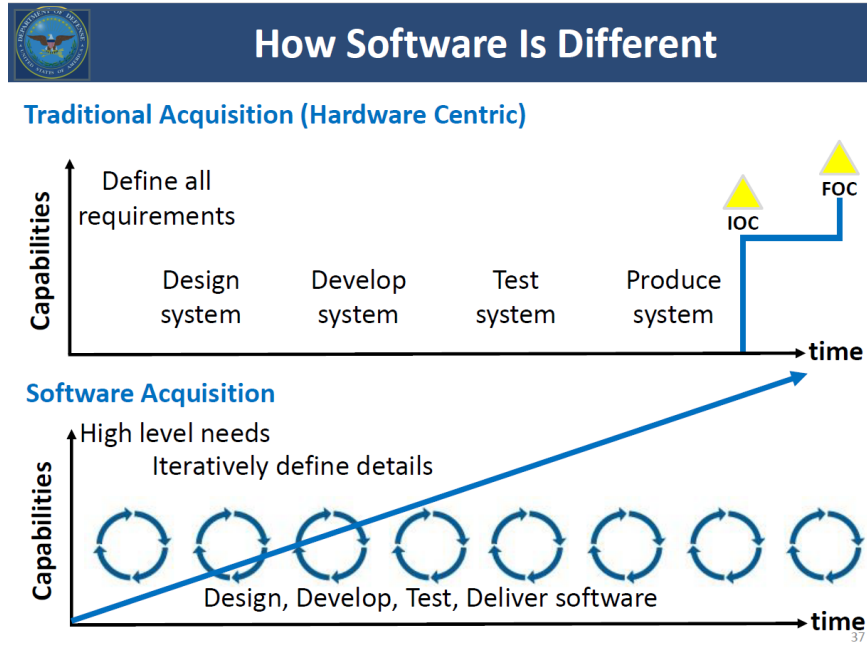 How Software Is Different
Traditional Acquisition (Hardware Centric)
Capabilities
Define all
requirements
Design
system
Develop
system
Test
system
Produce
system
IOC
FOC
time
Software Acquisition
Capabilities
High level needs
Iteratively define details
Design, Develop, Test, Deliver software
time
37